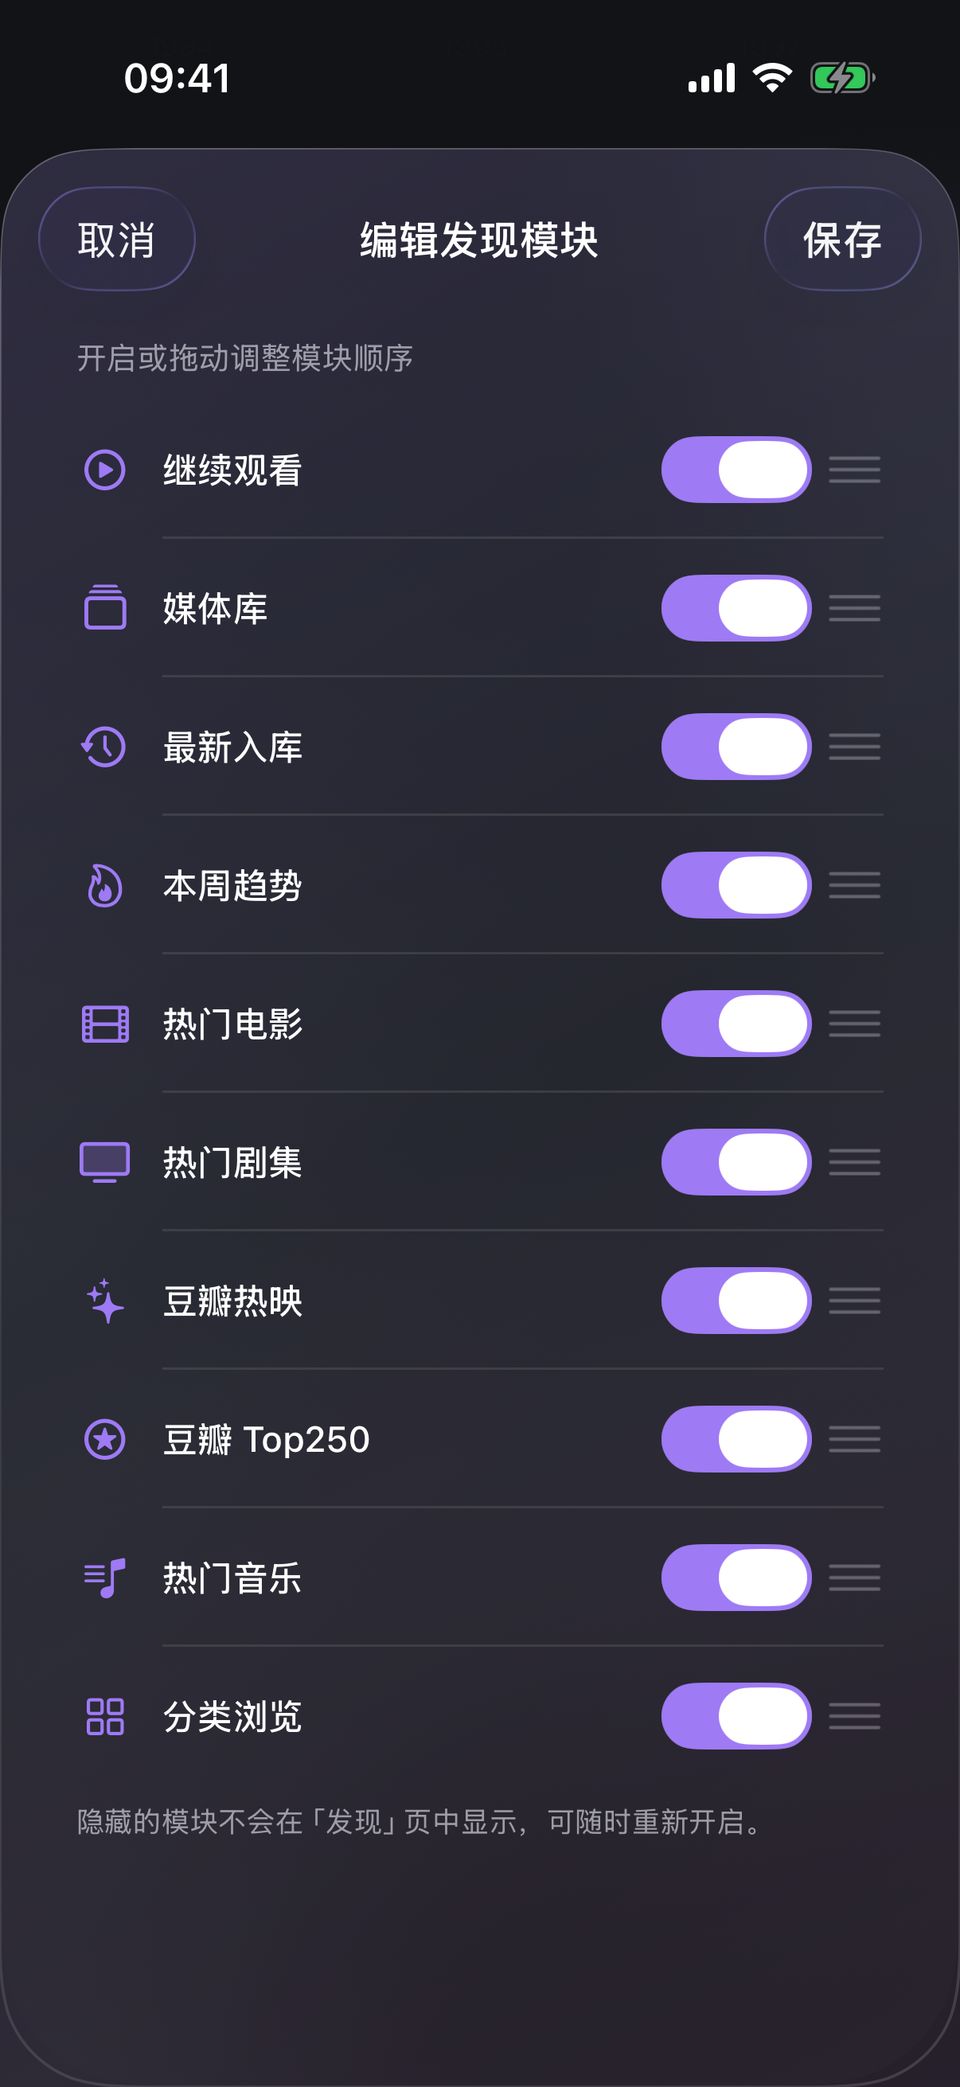 09:41
取消
编辑发现模块
保存
开启或拖动调整模块顺序
继续观看
媒体库
最新入库
本周趋势
热门电影
热门剧集
豆瓣热映
豆瓣 Top250
热门音乐
分类浏览
隐藏的模块不会在「发现」页中显示，可随时重新开启。